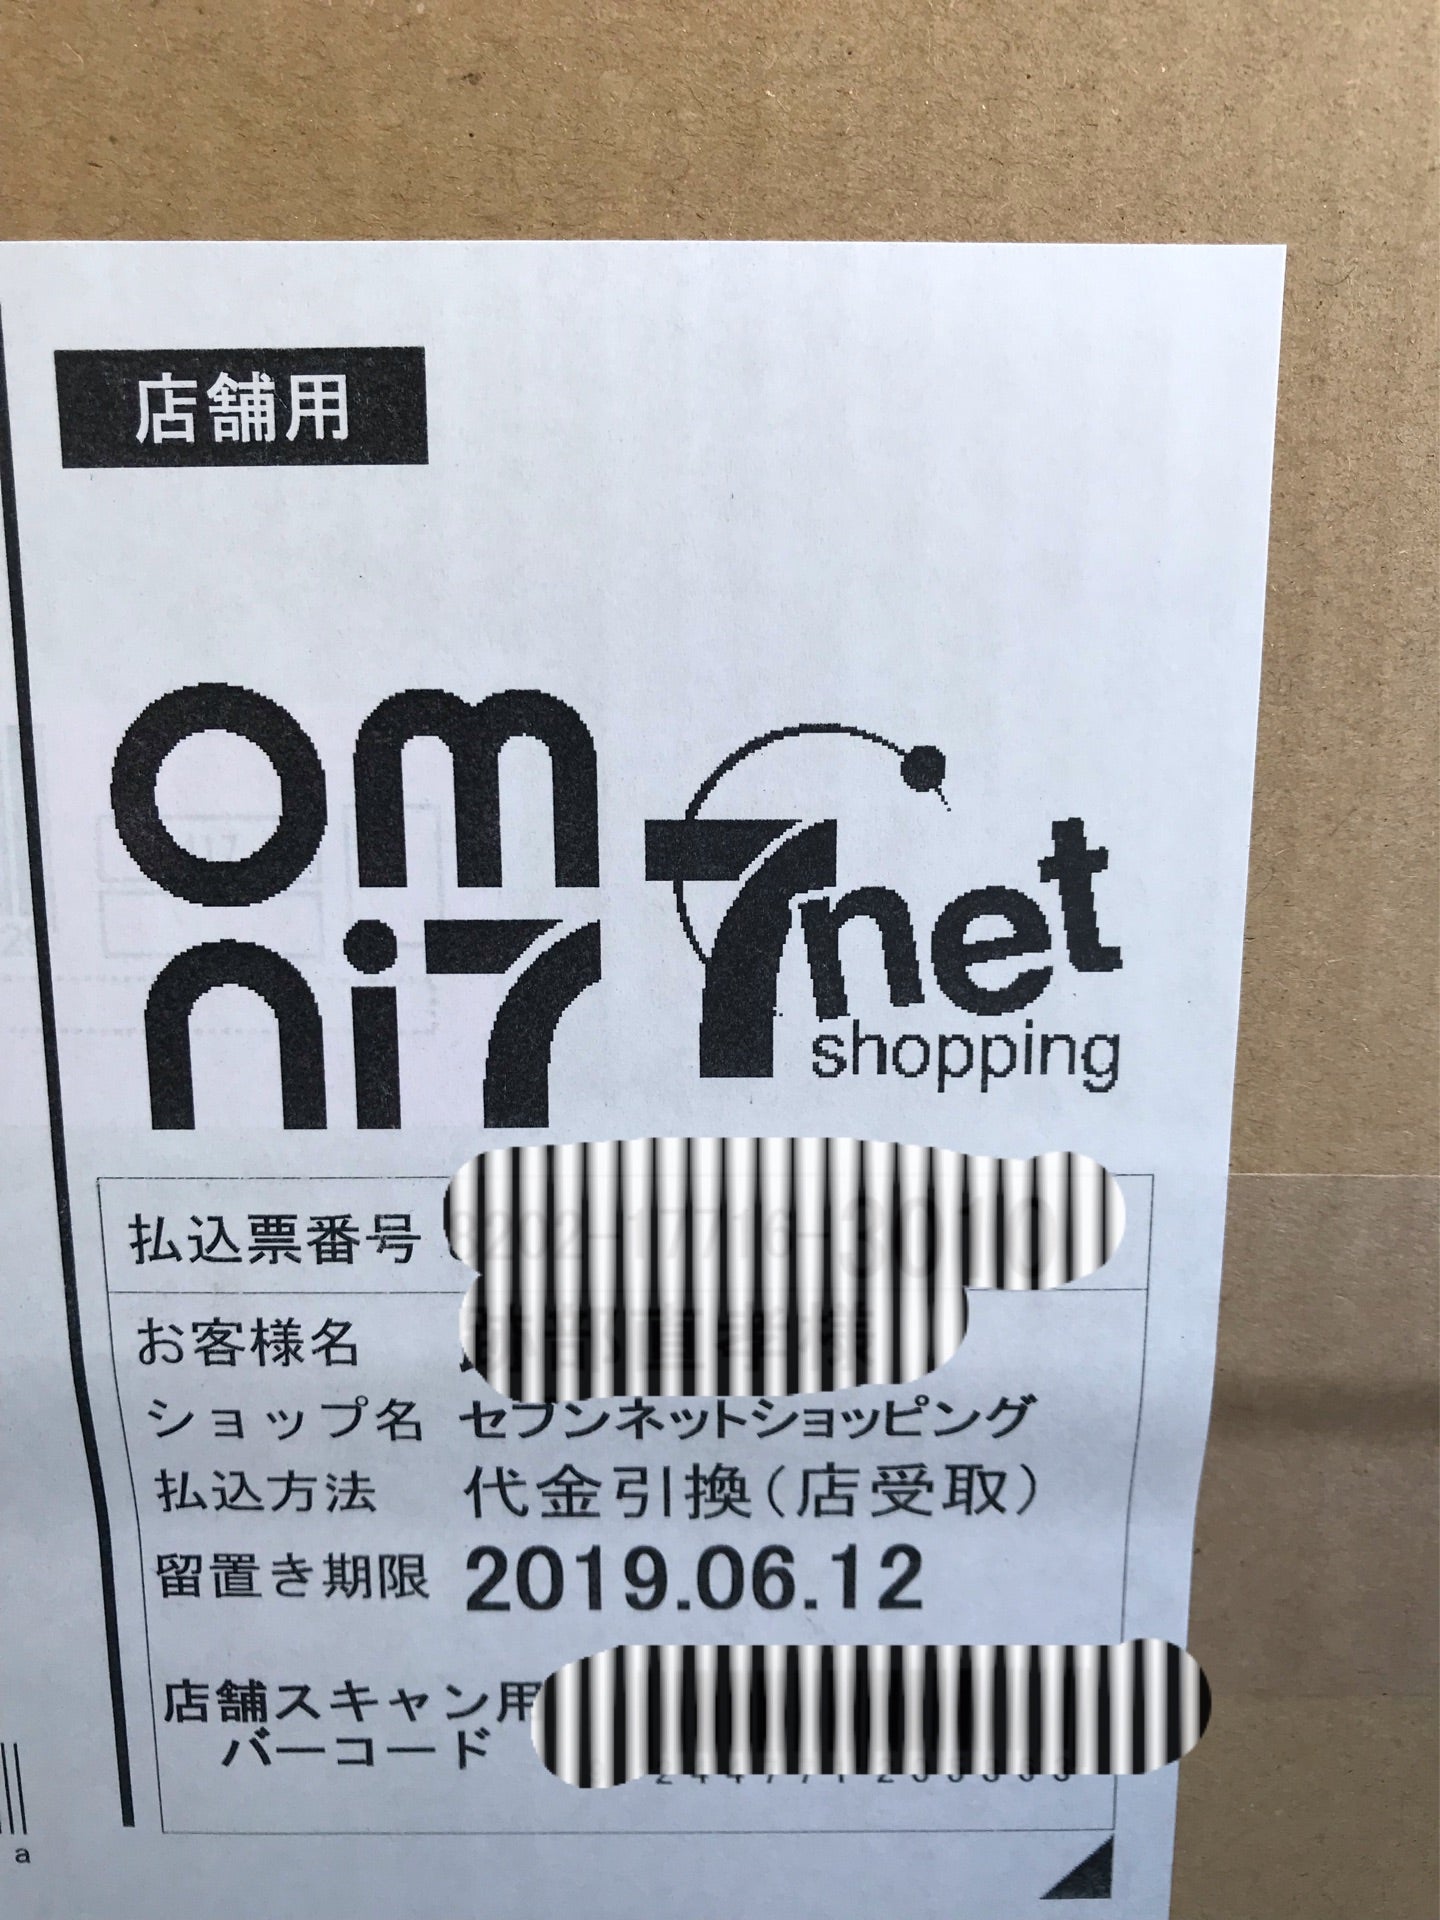 店舗用
om
ni7
7net
shopping
払込票番号
お客様名
ショップ名 セブンネットショッピング
払込方法 代金引換(店受取)
留置き期限 2019.06.12
店舗スキャン用
バーコード
a